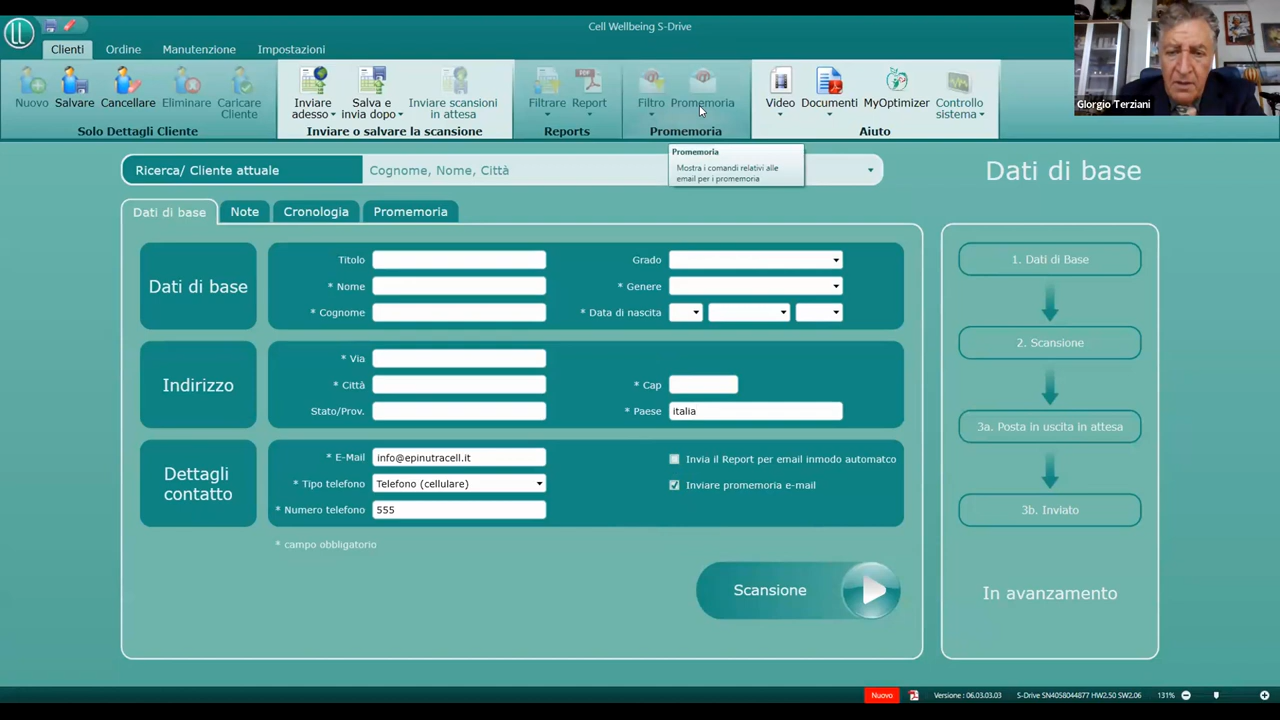 Cell Wellbeing S-Drive
Clienti Ordine Manutenzione Impostazioni
Nuovo Salvare Cancellare Eliminare Caricare Cliente
Solo Dettagli Cliente
Inviare adesso Salva e invia dopo Inviare scansioni in attesa
Inviare o salvare la scansione
Filtrare Report
Reports
Filtro Promemoria
Promemoria
Video Documenti MyOptimizer Controllo sistema
Aiuto
GIorgio Terziani
Promemoria
Mostra i comandi relativi alle
email per i promemoria
Ricerca/ Cliente attuale Cognome, Nome, Città
Dati di base
Dati di base Note Cronologia Promemoria
Dati di base
Titolo
* Nome
* Cognome
Grado
* Genere
* Data di nascita
Indirizzo
* Via
* Città
Stato/Prov.
* Cap
* Paese italia
Dettagli
contatto
* E-Mail info@epinutracell.it
* Tipo telefono Telefono (cellulare)
* Numero telefono 555
Invia il Report per email inmodo automatco
Inviare promemoria e-mail
* campo obbligatorio
Scansione
1. Dati di Base
2. Scansione
3a. Posta in uscita in attesa
3b. Inviato
In avanzamento
Nuovo Versione : 06.03.03.03 S-Drive SN4058044877 HW2.50 SW2.06 131%